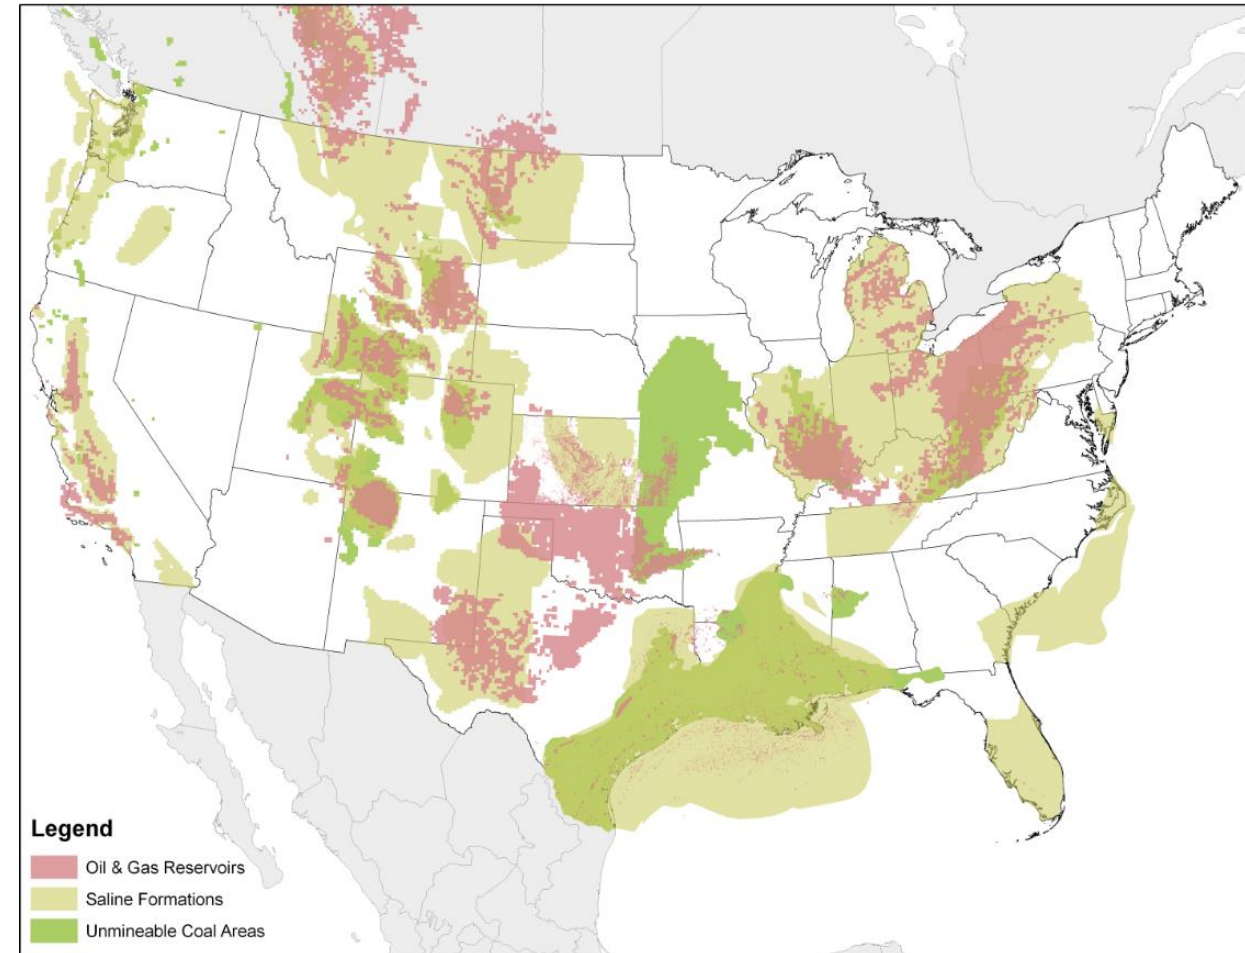 Legend
Oil & Gas Reservoirs
Saline Formations
Unmineable Coal Areas